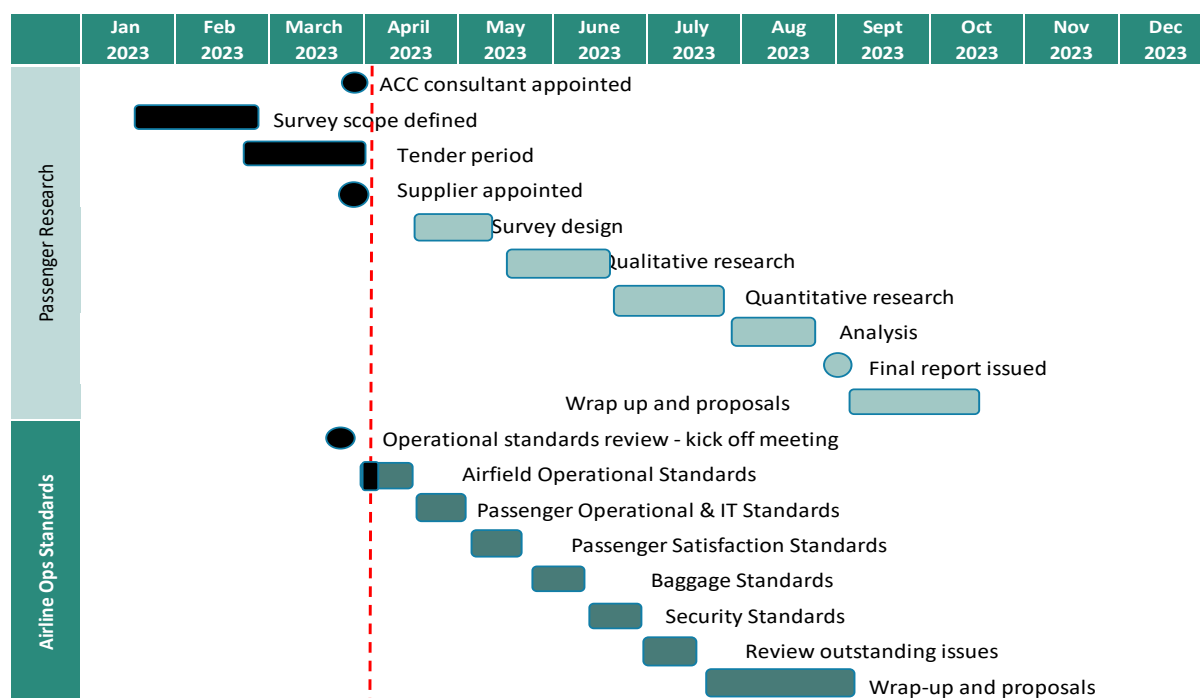 Jan 2023
Feb 2023
March 2023
April 2023
May 2023
June 2023
July 2023
Aug 2023
Sept 2023
Oct 2023
Nov 2023
Dec 2023
Passenger Research
ACC consultant appointed
Survey scope defined
Tender period
Supplier appointed
Survey design
Qualitative research
Quantitative research
Analysis
Final report issued
Wrap up and proposals
Airline Ops Standards
Operational standards review - kick off meeting
Airfield Operational Standards
Passenger Operational & IT Standards
Passenger Satisfaction Standards
Baggage Standards
Security Standards
Review outstanding issues
Wrap-up and proposals